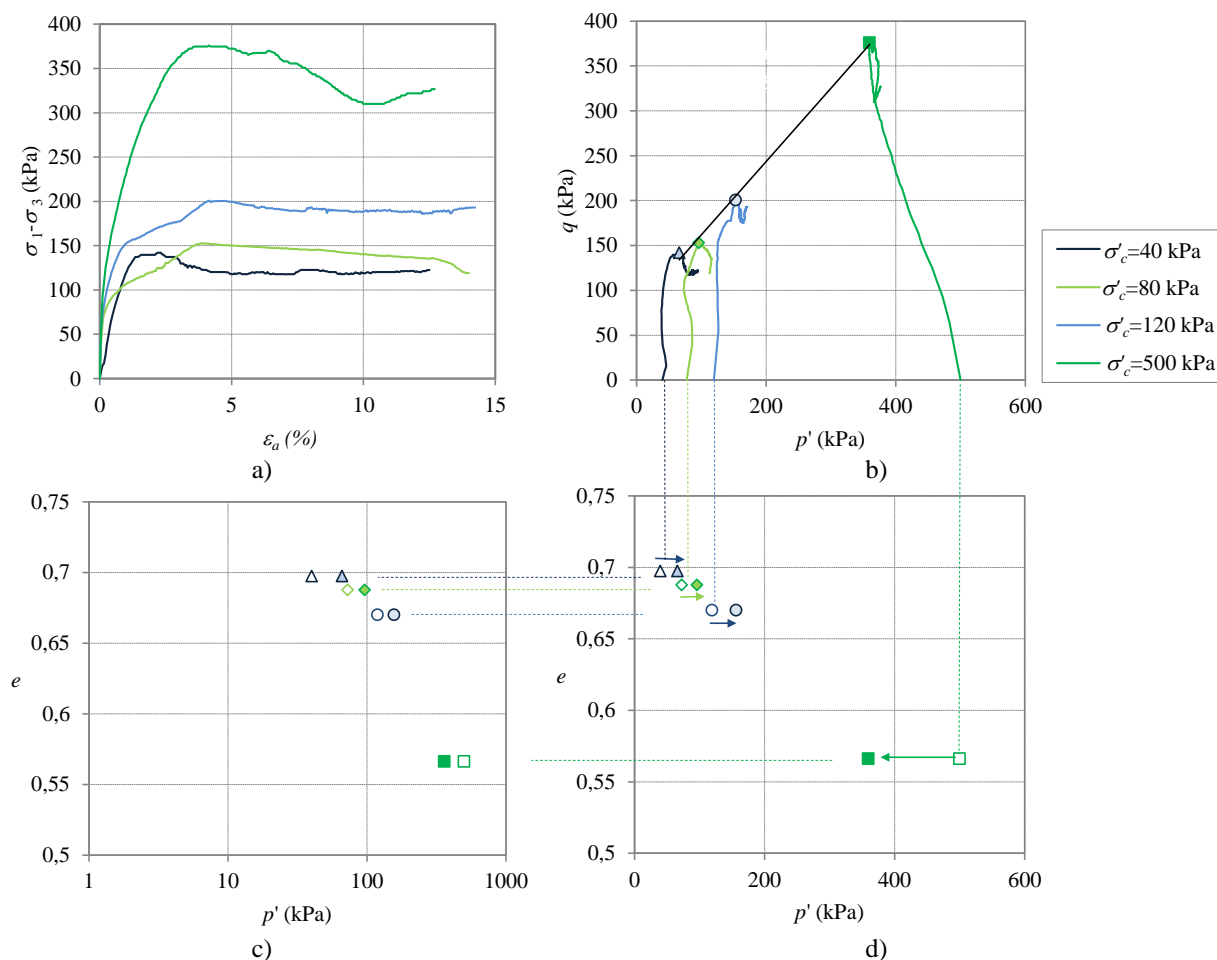 400
350
300
250
200
150
100
50
0
σ1-σ3 (kPa)
0 5 10 15
εa (%)
a)
400
350
300
250
200
150
100
50
0
q (kPa)
200 400 600
p' (kPa)
b)
σ'c=40 kPa
σ'c=80 kPa
σ'c=120 kPa
σ'c=500 kPa
0,75
0,7
0,65
0,6
0,55
0,5
e
1 10 100 1000
p' (kPa)
c)
0,75
0,7
0,65
0,6
0,55
0,5
e
0 200 400 600
p' (kPa)
d)